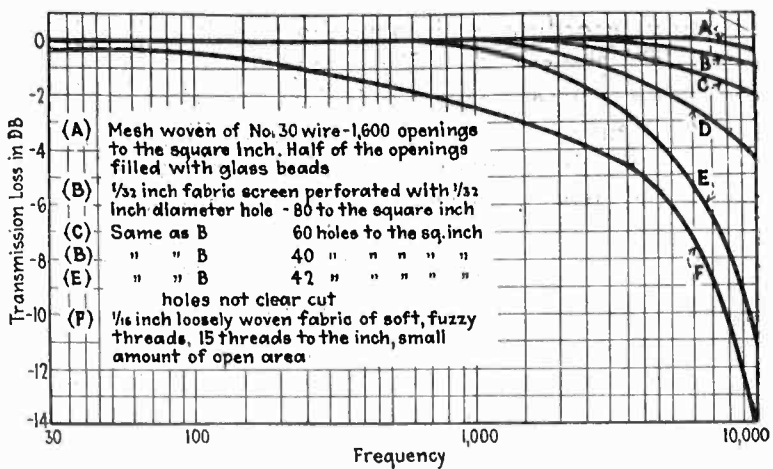 0
-2
-4
-6
-8
-10
-12
-14
Transmission Loss in DB
(A) Mesh woven of No. 30 wire-1,600 openings
to the square Inch. Half of the openings
filled with glass beads
(B) 1/32 inch fabric screen perforated with 1/32
inch diameter hole - 80 to the square inch
(C) Same as B 60 holes to the sq. inch
(B) " " B 40 " " " " "
(E) " " B 42 " " " " "
holes not clear cut
(F) 1/16 inch loosely woven fabric of soft, fuzzy
threads, 15 threads to the inch, small
amount of open area
A
B
C
D
E
F
30 100 1,000 10,000
Frequency